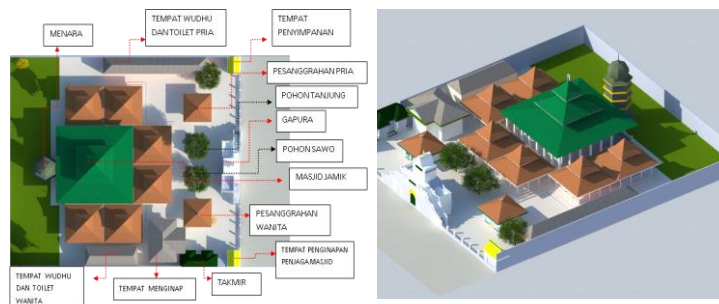 MENARA
TEMPAT WUDHU
DAN TOILET PRIA
TEMPAT
PENYIMPANAN
PESANGGRAHAN PRIA
POHON TANJUNG
GAPURA
POHON SAWO
MASJID JAMIK
PESANGGRAHAN
WANITA
TEMPAT PENGINAPAN
PENJAGA MASJID
TEMPAT WUDHU
DAN TOILET
WANITA
TEMPAT MENGINAP
TAKMIR